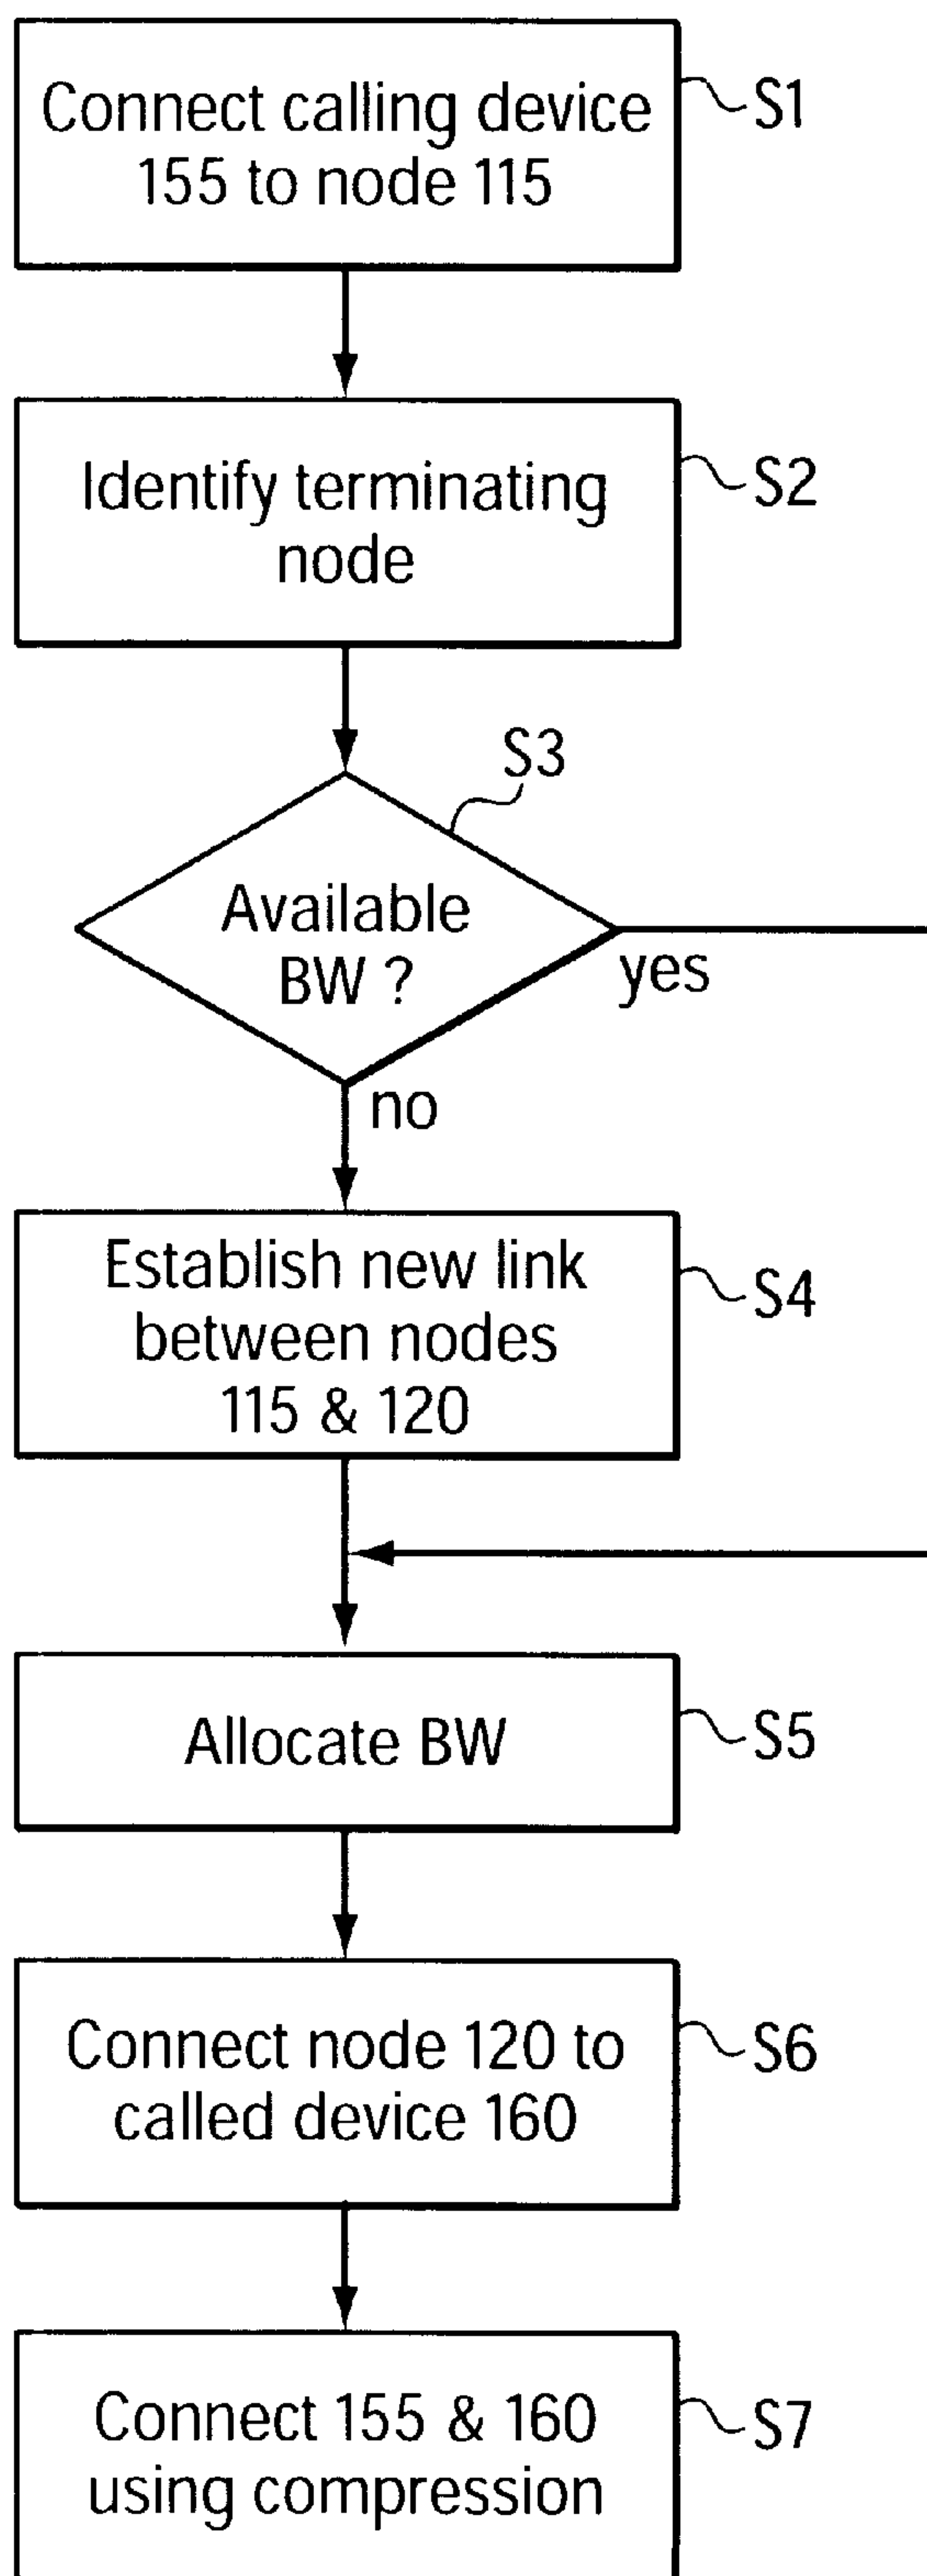 Connect calling device
155 to node 115
S1
Identify terminating
node
S2
S3
Available
BW ?
yes
no
Establish new link
between nodes
115 & 120
S4
Allocate BW
S5
Connect node 120 to
called device 160
S6
Connect 155 & 160
using compression
S7